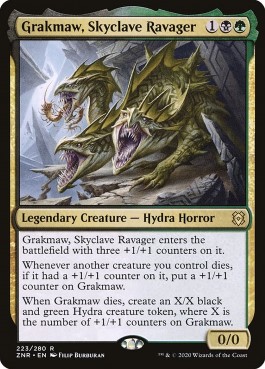 Grakmaw, Skyclave Ravager 1
Legendary Creature — Hydra Horror
Grakmaw, Skyclave Ravager enters the
battlefield with three +1/+1 counters on it.
Whenever another creature you control dies,
if it had a +1/+1 counter on it, put a +1/+1
counter on Grakmaw.
When Grakmaw dies, create an X/X black
and green Hydra creature token, where X is
the number of +1/+1 counters on Grakmaw.
0/0
223/280 R
ZNR • EN Filip Burburan
™ & © 2020 Wizards of the Coast